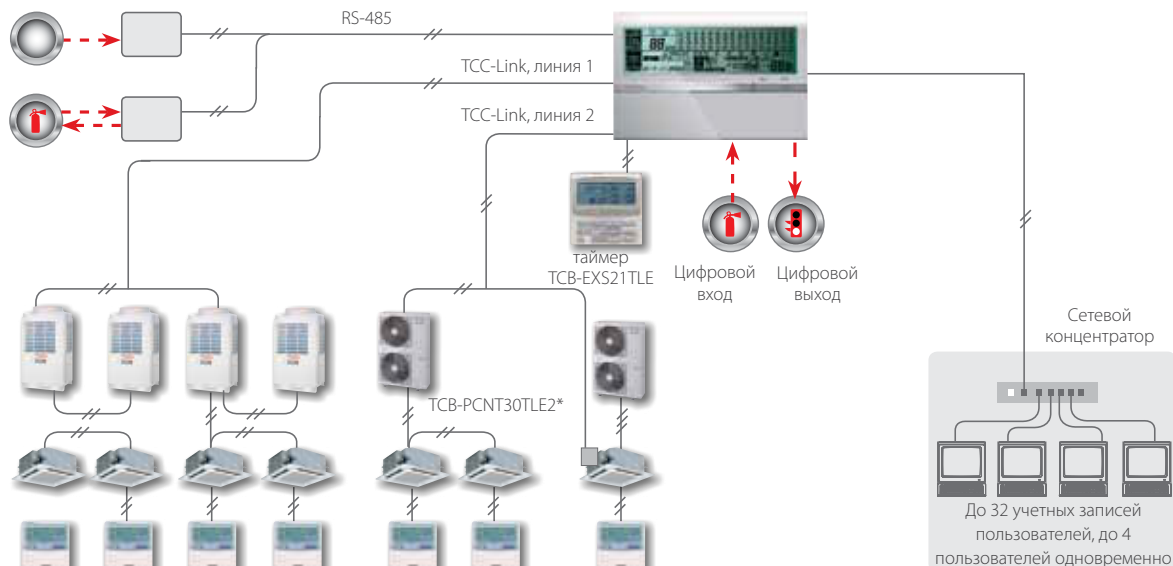 RS-485
TCC-Link, линия 1
TCC-Link, линия 2
таймер
TCB-EXS21TLE
Цифровой
вход
Цифровой
выход
Сетевой
концентратор
TCB-PCNT30TLE2*
До 32 учетных записей
пользователей, до 4
пользователей одновременно